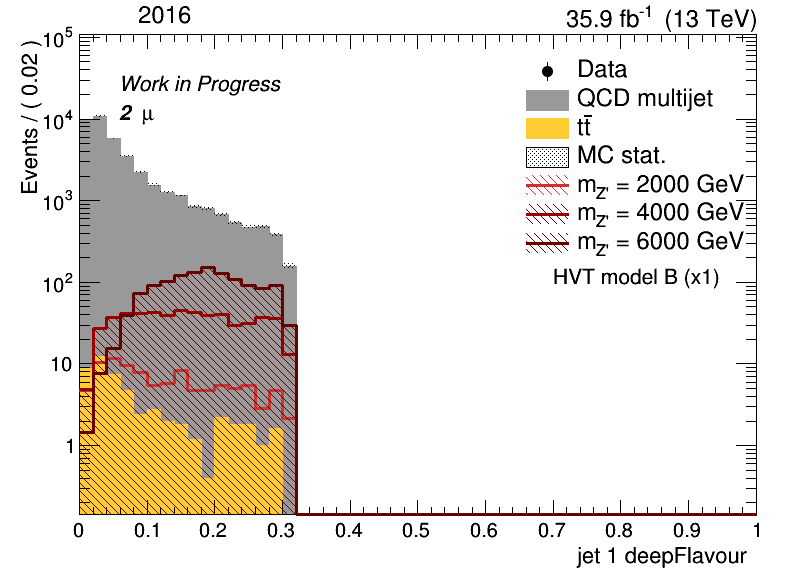 2016 35.9 fb⁻¹ (13 TeV)
Events / ( 0.02 )
10⁵
10⁴
10³
10²
10
1
Work in Progress
2 μ
Data
QCD multijet
tt̄
MC stat.
m_Z' = 2000 GeV
m_Z' = 4000 GeV
m_Z' = 6000 GeV
HVT model B (x1)
0 0.1 0.2 0.3 0.4 0.5 0.6 0.7 0.8 0.9 1
jet 1 deepFlavour